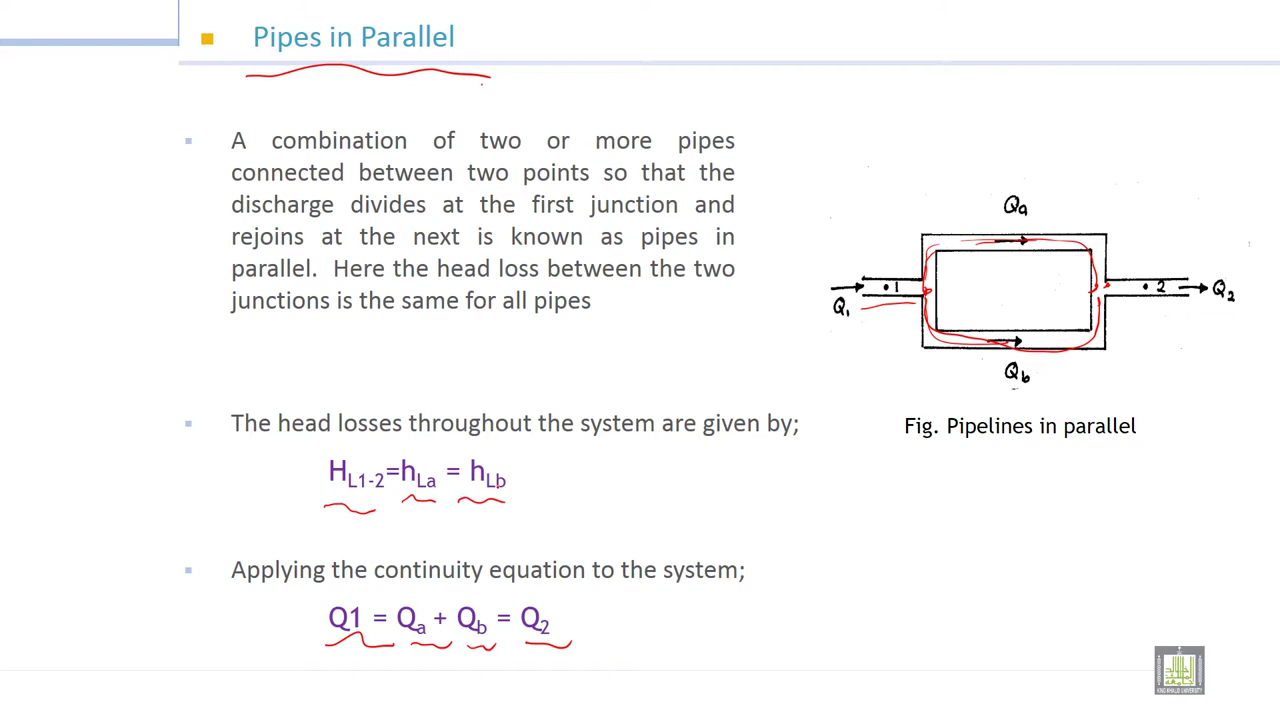 Pipes in Parallel
A combination of two or more pipes
connected between two points so that the
discharge divides at the first junction and
rejoins at the next is known as pipes in
parallel. Here the head loss between the two
junctions is the same for all pipes
Qa
1
2
Q1
Q2
Qb
Fig. Pipelines in parallel
The head losses throughout the system are given by;
HL1-2=hLa = hLb
Applying the continuity equation to the system;
Q1 = Qa + Qb = Q2
KING KHALID UNIVERSITY